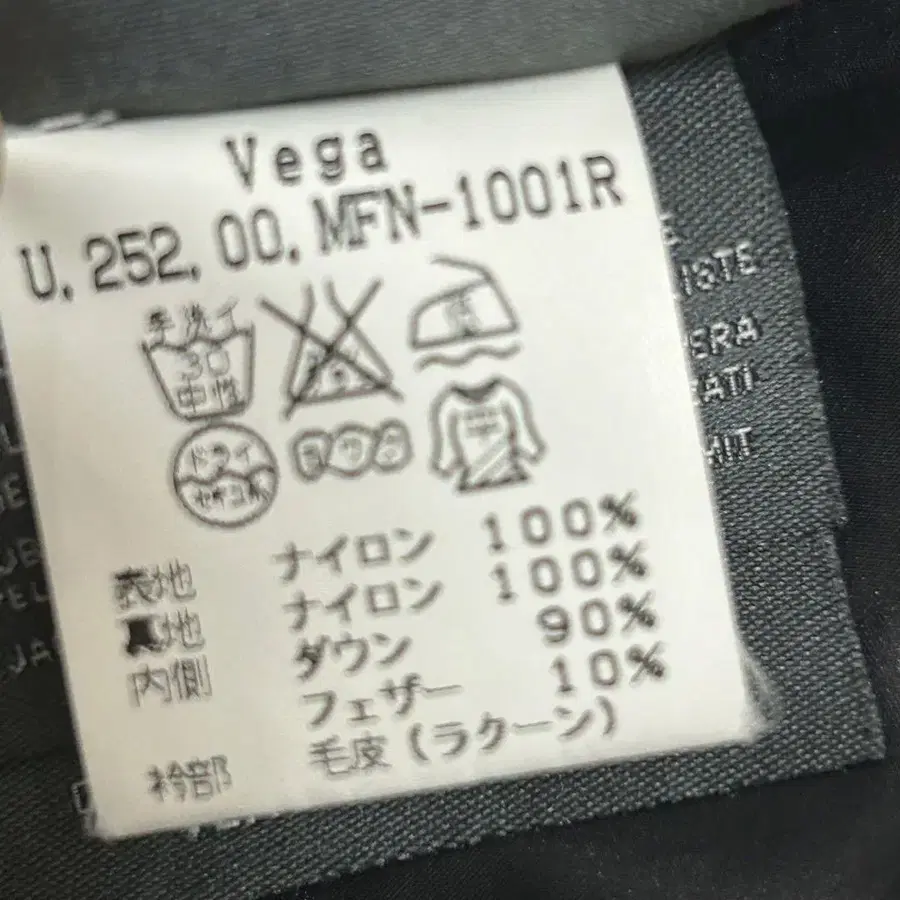 Vega
U.252.00.MFN-1001R
手洗イ
30
中性
ドライ
セキユ系
表地 ナイロン 100%
裏地 ナイロン 100%
内側 ダウン 90%
フェザー 10%
衿部 毛皮(ラクーン)